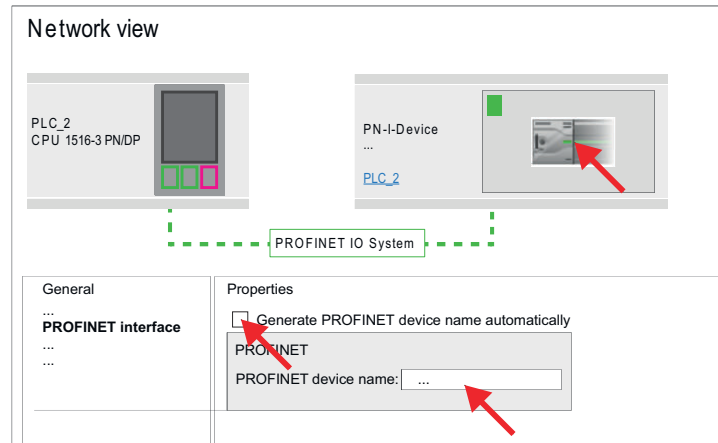 Network view
PLC_2
CPU 1516-3 PN/DP
PN-I-Device
...
PLC_2
PROFINET IO System
General
...
PROFINET interface
...
...
Properties
Generate PROFINET device name automatically
PROFINET
PROFINET device name: ...